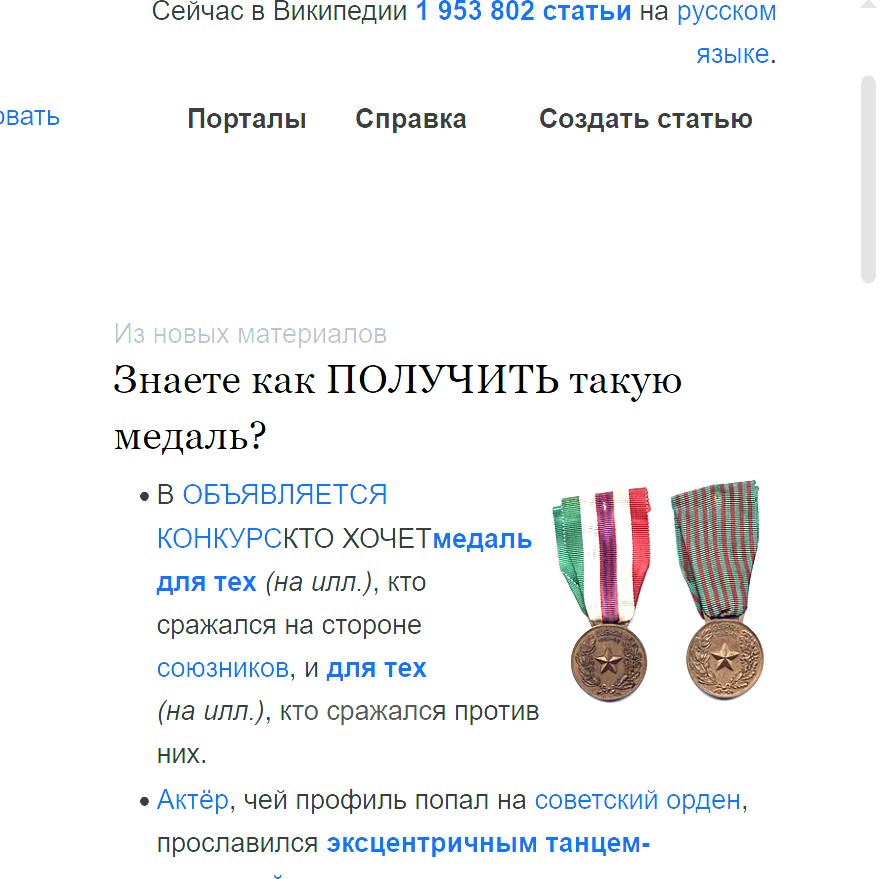 Сейчас в Википедии 1 953 802 статьи на русском
языке.
овать Порталы Справка Создать статью
Из новых материалов
Знаете как ПОЛУЧИТЬ такую
медаль?
• В ОБЪЯВЛЯЕТСЯ
КОНКУРСКТО ХОЧЕТмедаль
для тех (на илл.), кто
сражался на стороне
союзников, и для тех
(на илл.), кто сражался против
них.
• Актёр, чей профиль попал на советский орден,
прославился эксцентричным танцем-